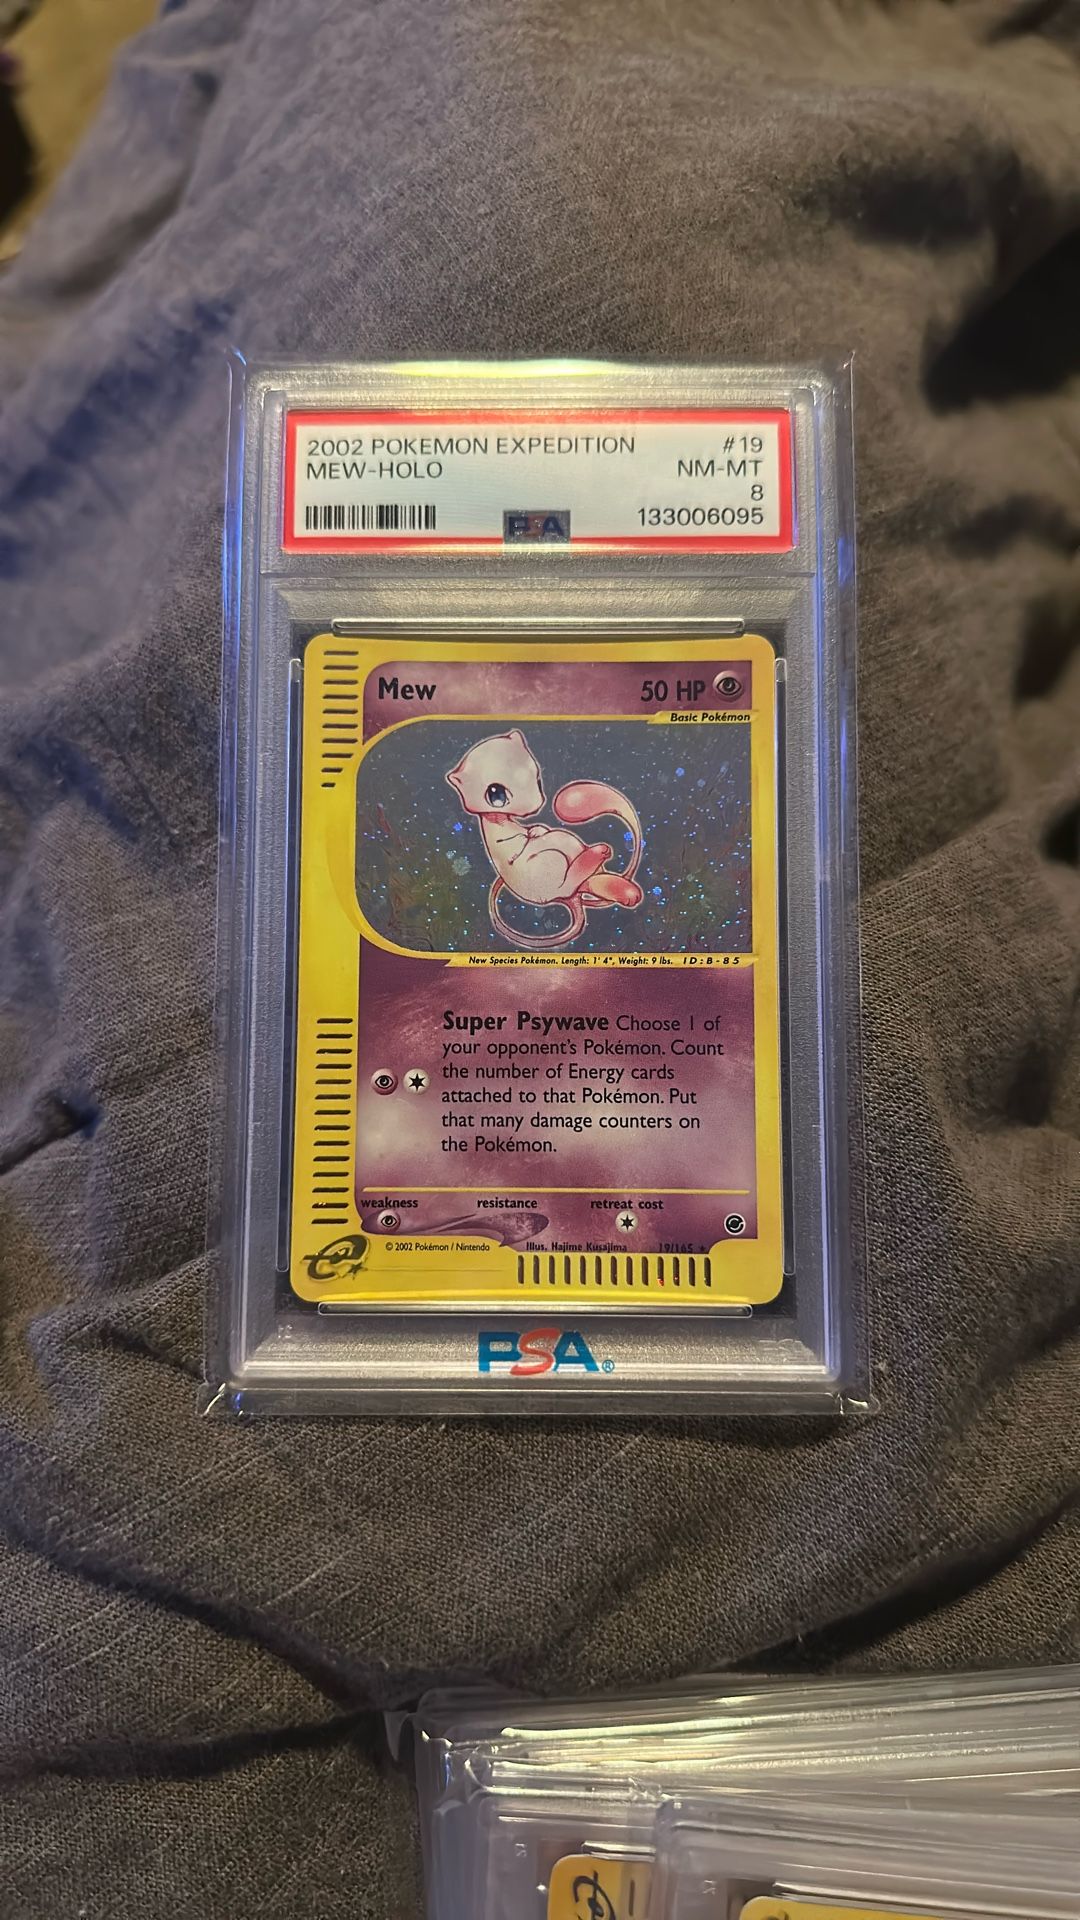 2002 POKEMON EXPEDITION #19
MEW-HOLO NM-MT
8
PSA 133006095
Mew 50 HP
Basic Pokémon
New Species Pokémon. Length: 1' 4", Weight: 9 lbs. ID:B-85
Super Psywave Choose 1 of
your opponent's Pokémon. Count
the number of Energy cards
attached to that Pokémon. Put
that many damage counters on
the Pokémon.
weakness resistance retreat cost
© 2002 Pokémon / Nintendo Illus. Hajime Kusajima 19/165 ★
e
PSA®